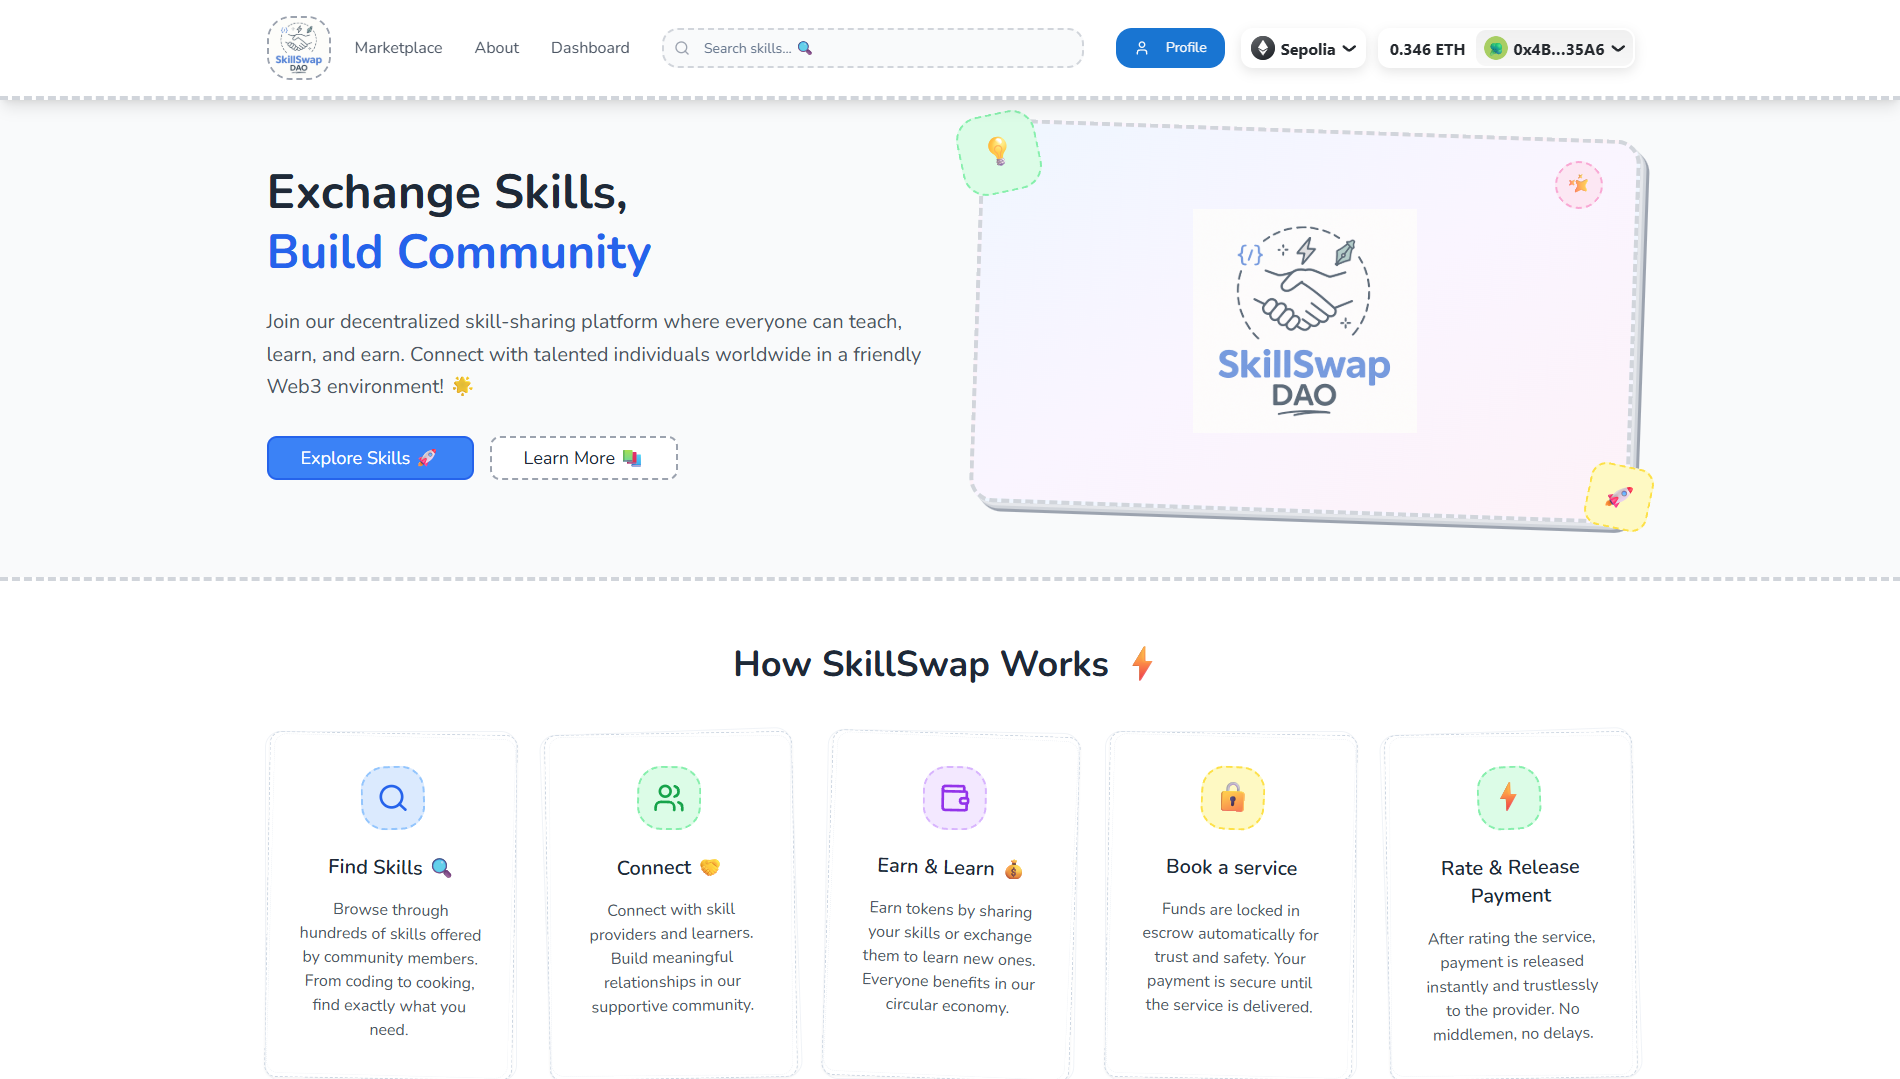 SkillSwap
DAO
Marketplace
About
Dashboard
Search skills... 🔍
Profile
Sepolia
0.346 ETH
0x4B...35A6
Exchange Skills,
Build Community
Join our decentralized skill-sharing platform where everyone can teach,
learn, and earn. Connect with talented individuals worldwide in a friendly
Web3 environment! 🌟
Explore Skills 🚀
Learn More 📚
{/}
SkillSwap
DAO
How SkillSwap Works ⚡
Find Skills 🔍
Browse through
hundreds of skills offered
by community members.
From coding to cooking,
find exactly what you
need.
Connect 🤝
Connect with skill
providers and learners.
Build meaningful
relationships in our
supportive community.
Earn & Learn 💰
Earn tokens by sharing
your skills or exchange
them to learn new ones.
Everyone benefits in our
circular economy.
Book a service
Funds are locked in
escrow automatically for
trust and safety. Your
payment is secure until
the service is delivered.
Rate & Release
Payment
After rating the service,
payment is released
instantly and trustlessly
to the provider. No
middlemen, no delays.